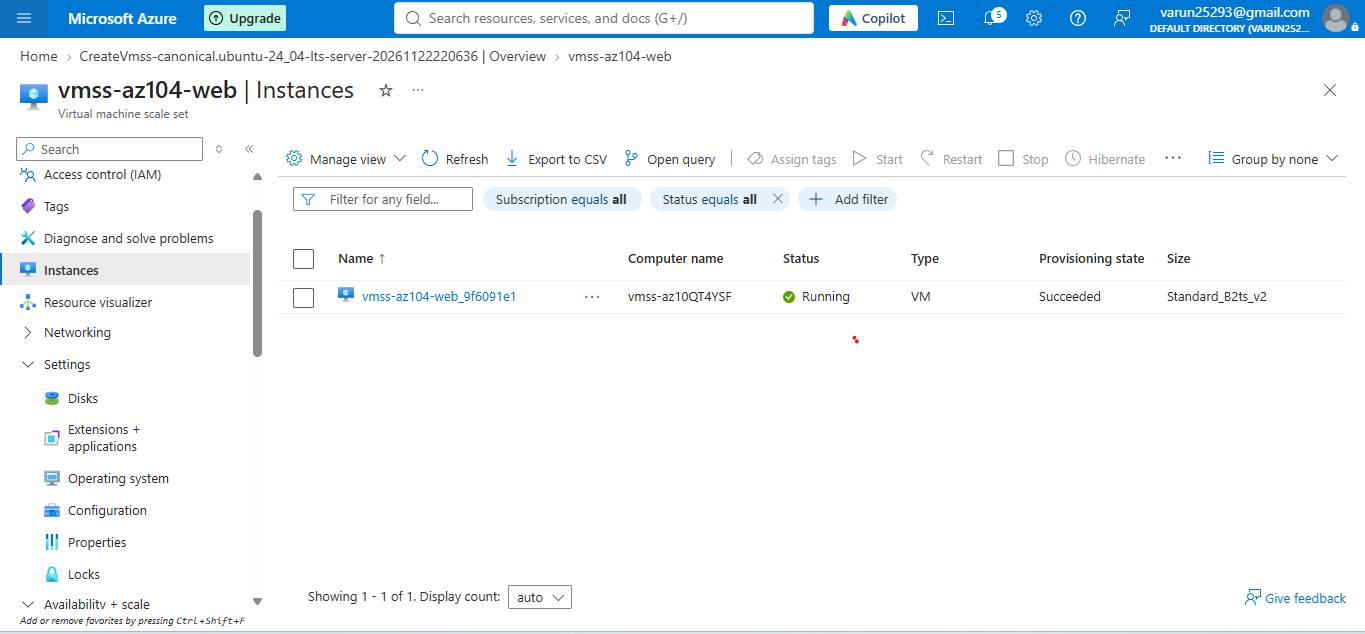 Microsoft Azure
Upgrade
Search resources, services, and docs (G+/)
Copilot
5
varun25293@gmail.com
DEFAULT DIRECTORY (VARUN252...
Home > CreateVmss-canonical.ubuntu-24_04-lts-server-20261122220636 | Overview > vmss-az104-web
vmss-az104-web | Instances
Virtual machine scale set
Search
Access control (IAM)
Tags
Diagnose and solve problems
Instances
Resource visualizer
Networking
Settings
Disks
Extensions +
applications
Operating system
Configuration
Properties
Locks
Availability + scale
Add or remove favorites by pressing Ctrl+Shift+F
Manage view
Refresh
Export to CSV
Open query
Assign tags
Start
Restart
Stop
Hibernate
Group by none
Filter for any field...
Subscription equals all
Status equals all
Add filter
Name ↑ Computer name Status Type Provisioning state Size
vmss-az104-web_9f6091e1 ... vmss-az10QT4YSF Running VM Succeeded Standard_B2ts_v2
Showing 1 - 1 of 1. Display count: auto
Give feedback